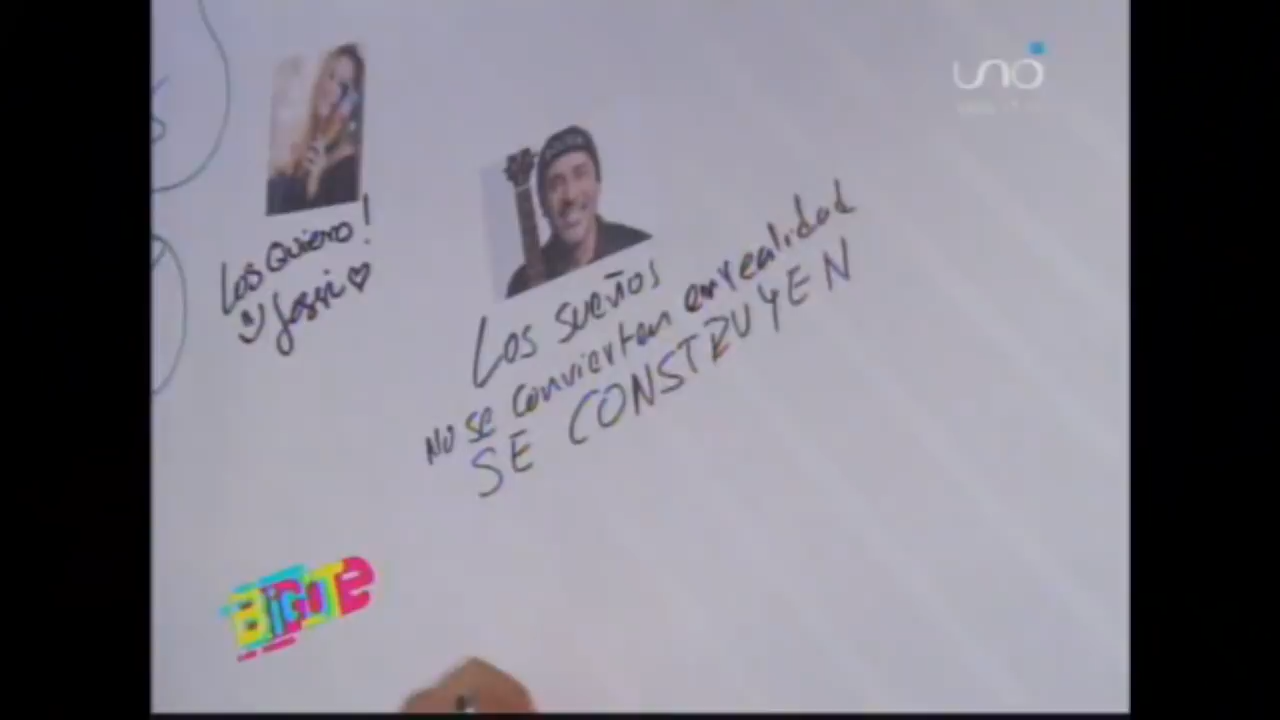 UNO
Los Quiero!
Jessi
Los sueños
No se convierten en realidad
SE CONSTRUYEN
BIGOTE